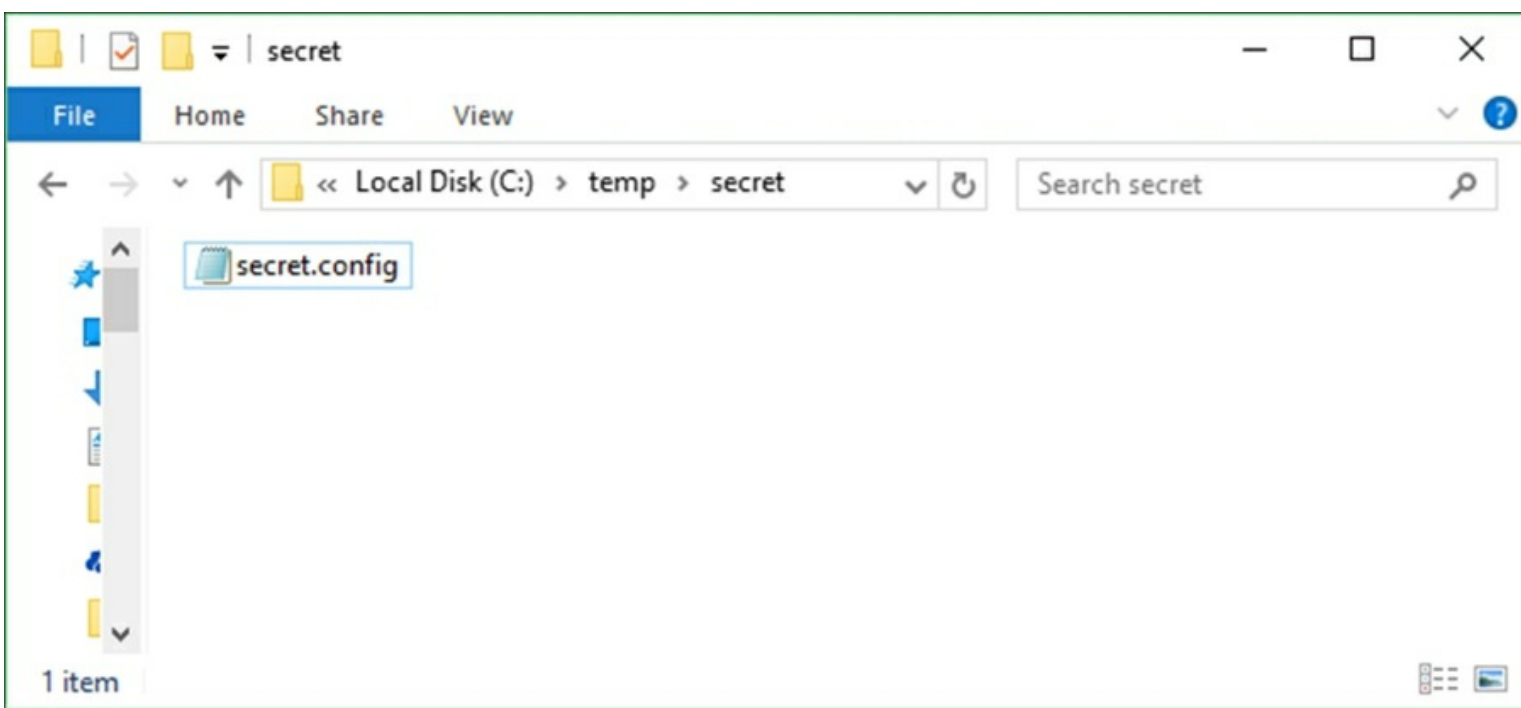 secret
File Home Share View
« Local Disk (C:) > temp > secret Search secret
secret.config
1 item